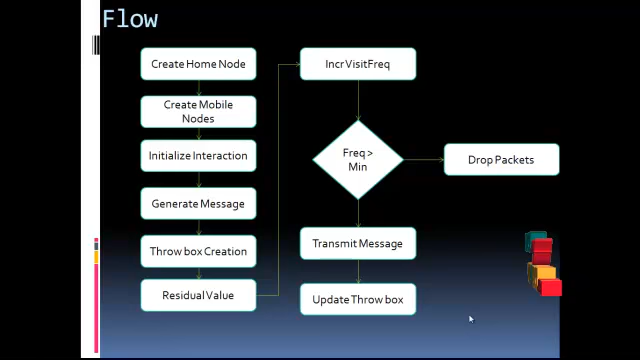 Flow
Create Home Node
Create Mobile
Nodes
Initialize Interaction
Generate Message
Throw box Creation
Residual Value
Incr VisitFreq
Freq >
Min
Drop Packets
Transmit Message
Update Throw box